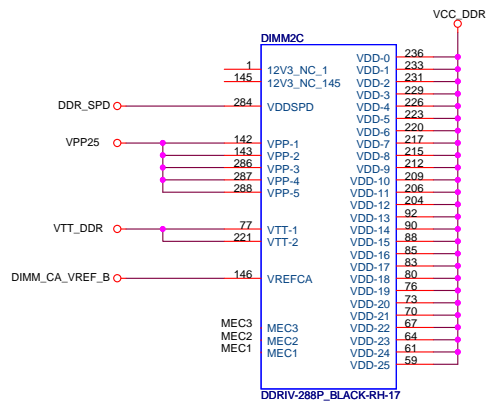 VCC_DDR
DIMM2C
1 12V3_NC_1
145 12V3_NC_145
DDR_SPD 284 VDDSPD
VPP25 142 VPP-1
143 VPP-2
286 VPP-3
287 VPP-4
288 VPP-5
VTT_DDR 77 VTT-1
221 VTT-2
DIMM_CA_VREF_B 146 VREFCA
MEC3 MEC3
MEC2 MEC2
MEC1 MEC1
VDD-0 236
VDD-1 233
VDD-2 231
VDD-3 229
VDD-4 226
VDD-5 223
VDD-6 220
VDD-7 217
VDD-8 215
VDD-9 212
VDD-10 209
VDD-11 206
VDD-12 204
VDD-13 92
VDD-14 90
VDD-15 88
VDD-16 85
VDD-17 83
VDD-18 80
VDD-19 76
VDD-20 73
VDD-21 70
VDD-22 67
VDD-23 64
VDD-24 61
VDD-25 59
DDRIV-288P_BLACK-RH-17